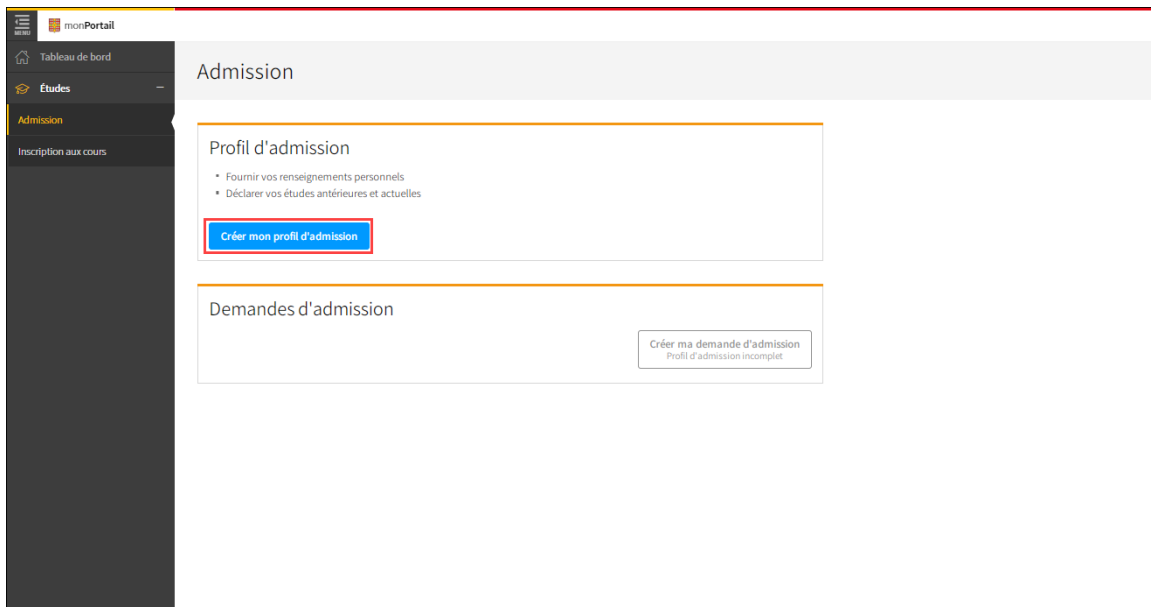 MENU
monPortail
Tableau de bord
Études
Admission
Inscription aux cours
Admission
Profil d'admission
Fournir vos renseignements personnels
Déclarer vos études antérieures et actuelles
Créer mon profil d'admission
Demandes d'admission
Créer ma demande d'admission
Profil d'admission incomplet